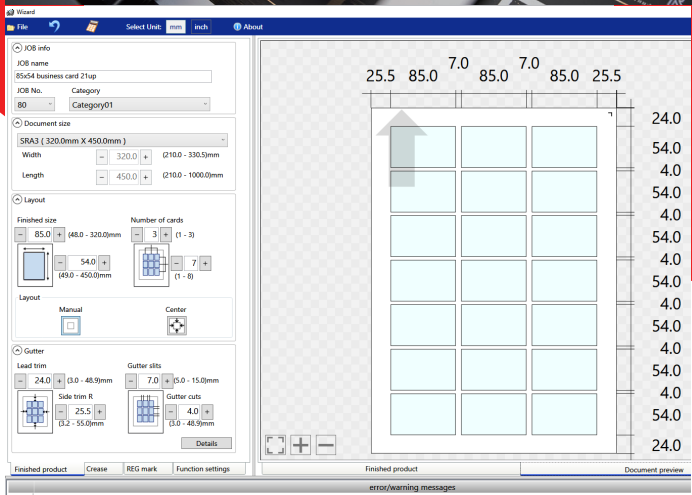 Wizard
File Select Unit: mm inch About
JOB info
JOB name
85x54 business card 21up
JOB No. Category
80 Category01
Document size
SRA3 ( 320.0mm X 450.0mm )
Width − 320.0 + (210.0 - 330.5)mm
Length − 450.0 + (210.0 - 1000.0)mm
Layout
Finished size Number of cards
− 85.0 + (48.0 - 320.0)mm − 3 + (1 - 3)
− 54.0 + − 7 +
(49.0 - 450.0)mm (1 - 8)
Layout
Manual Center
Gutter
Lead trim Gutter slits
− 24.0 + (3.0 - 48.9)mm − 7.0 + (5.0 - 15.0)mm
Side trim R Gutter cuts
− 25.5 + − 4.0 +
(3.2 - 55.0)mm (3.0 - 48.9)mm
Details
Finished product Crease REG mark Function settings
7.0 7.0
25.5 85.0 85.0 85.0 25.5
24.0
54.0
4.0
54.0
4.0
54.0
4.0
54.0
4.0
54.0
4.0
54.0
4.0
54.0
24.0
Finished product Document preview
error/warning messages